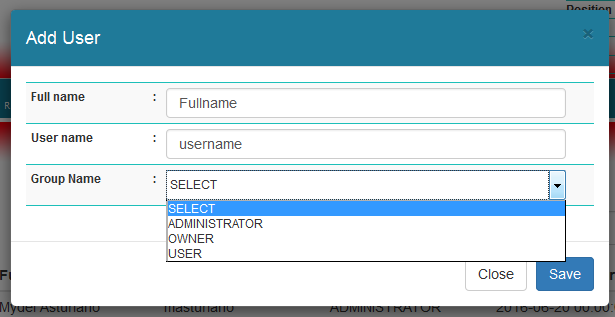 Position
Add User ×
R
Full name : Fullname
User name : username
Group Name : SELECT
SELECT
ADMINISTRATOR
OWNER
USER
Close Save
Myder Asturiano masturiano ADMINISTRATOR 2016-06-20 00:00: